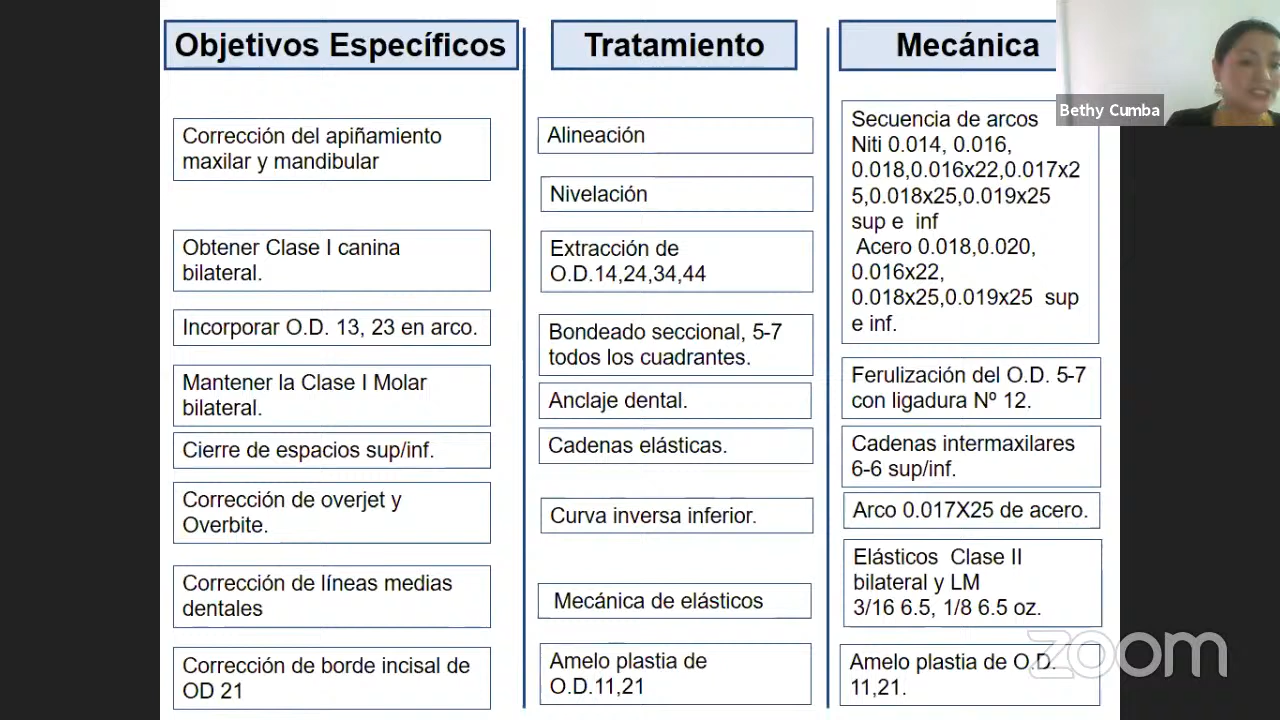 Objetivos Específicos
Corrección del apiñamiento
maxilar y mandibular
Obtener Clase I canina
bilateral.
Incorporar O.D. 13, 23 en arco.
Mantener la Clase I Molar
bilateral.
Cierre de espacios sup/inf.
Corrección de overjet y
Overbite.
Corrección de líneas medias
dentales
Corrección de borde incisal de
OD 21
Tratamiento
Alineación
Nivelación
Extracción de
O.D.14,24,34,44
Bondeado seccional, 5-7
todos los cuadrantes.
Anclaje dental.
Cadenas elásticas.
Curva inversa inferior.
Mecánica de elásticos
Amelo plastia de
O.D.11,21
Mecánica
Secuencia de arcos
Niti 0.014, 0.016,
0.018,0.016x22,0.017x2
5,0.018x25,0.019x25
sup e inf
Acero 0.018,0.020,
0.016x22,
0.018x25,0.019x25 sup
e inf.
Ferulización del O.D. 5-7
con ligadura Nº 12.
Cadenas intermaxilares
6-6 sup/inf.
Arco 0.017X25 de acero.
Elásticos Clase II
bilateral y LM
3/16 6.5, 1/8 6.5 oz.
Amelo plastia de O.D.
11,21.
Bethy Cumba
zoom